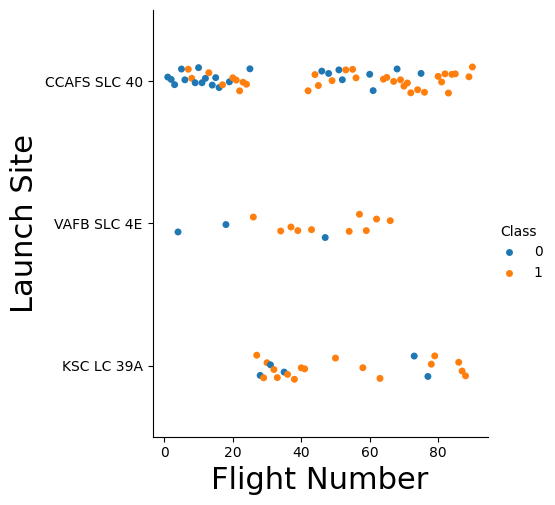 CCAFS SLC 40
VAFB SLC 4E
KSC LC 39A
Launch Site
0 20 40 60 80
Flight Number
Class
0
1